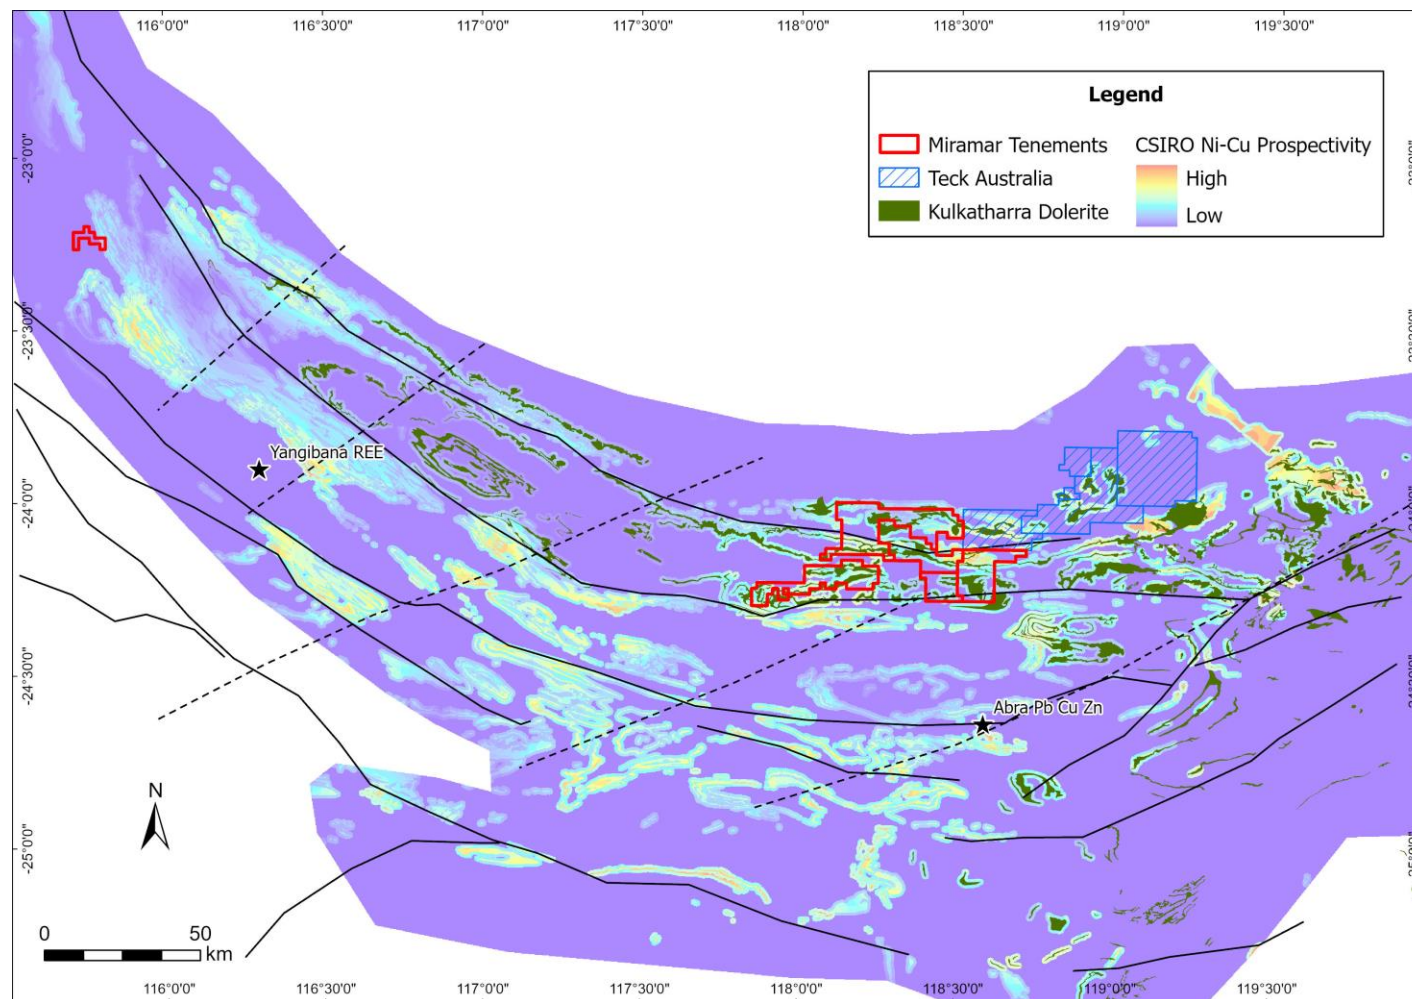 116°0'0" 116°30'0" 117°0'0" 117°30'0" 118°0'0" 118°30'0" 119°0'0" 119°30'0"
Legend
Miramar Tenements
Teck Australia
Kulkatharra Dolerite
CSIRO Ni-Cu Prospectivity
High
Low
-23°0'0"
-23°30'0"
-24°0'0"
-24°30'0"
-25°0'0"
Yangibana REE
Abra Pb Cu Zn
N
0 50
km
116°0'0" 116°30'0" 117°0'0" 117°30'0" 118°0'0" 118°30'0" 119°0'0" 119°30'0"